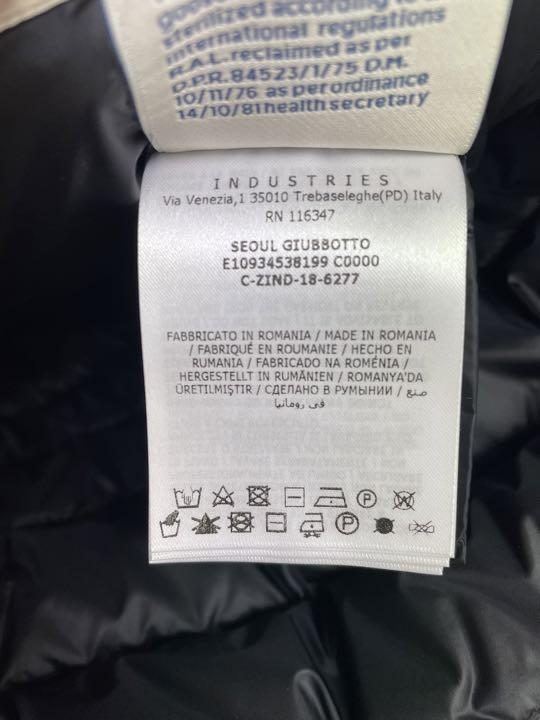 goose
sterilized according to
international regulations
R.A.L. reclaimed as per
D.P.R. 84523/1/75 D.M.
10/11/76 as per ordinance
14/10/81 health secretary
INDUSTRIES
Via Venezia,1 35010 Trebaseleghe(PD) Italy
RN 116347
SEOUL GIUBBOTTO
E10934538199 C0000
C-ZIND-18-6277
FABBRICATO IN ROMANIA / MADE IN ROMANIA
/ FABRIQUÉ EN ROUMANIE / HECHO EN
RUMANIA / FABRICADO NA ROMÉNIA /
HERGESTELLT IN RUMÄNIEN / ROMANYA'DA
ÜRETILMIŞTIR / СДЕЛАНО В РУМЫНИИ / صنع
في رومانيا